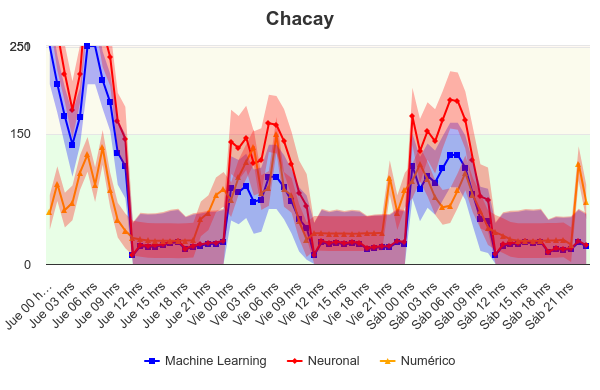 Chacay
250
150
0
Jue 00 h...
Jue 03 hrs
Jue 06 hrs
Jue 09 hrs
Jue 12 hrs
Jue 15 hrs
Jue 18 hrs
Jue 21 hrs
Vie 00 hrs
Vie 03 hrs
Vie 06 hrs
Vie 09 hrs
Vie 12 hrs
Vie 15 hrs
Vie 18 hrs
Vie 21 hrs
Sáb 00 hrs
Sáb 03 hrs
Sáb 06 hrs
Sáb 09 hrs
Sáb 12 hrs
Sáb 15 hrs
Sáb 18 hrs
Sáb 21 hrs
Machine Learning Neuronal Numérico